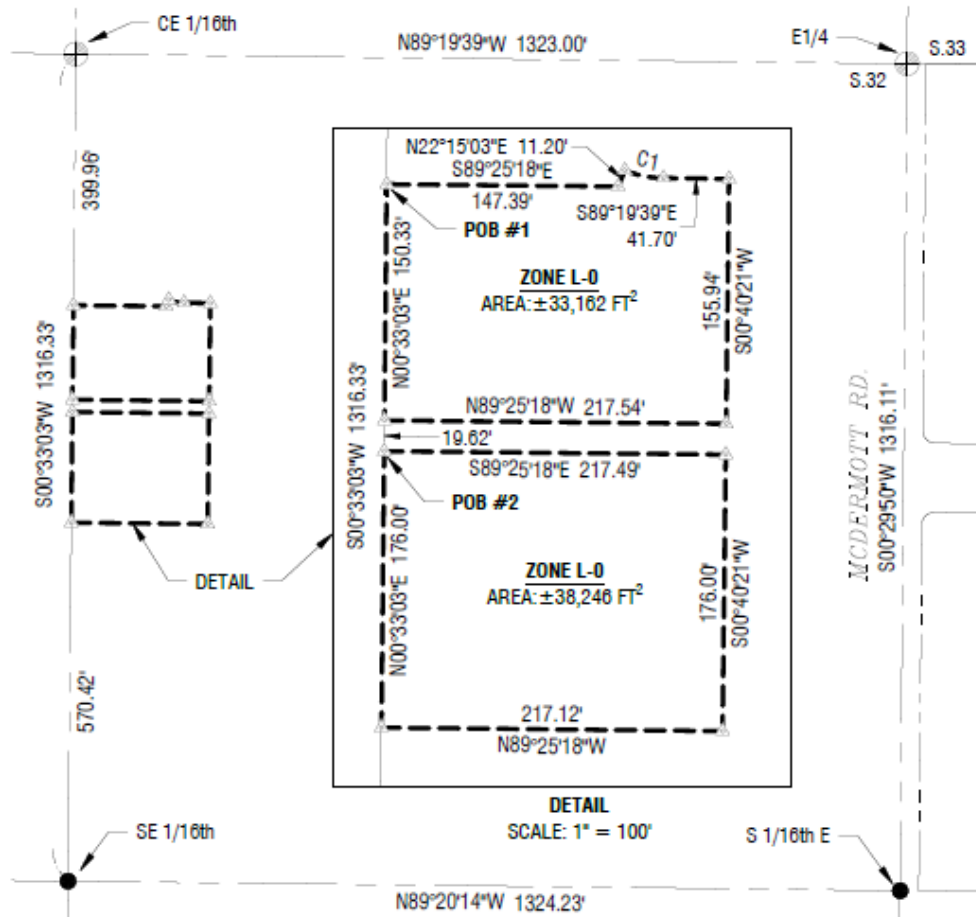 CE 1/16th
N89°19'39"W 1323.00'
E1/4
S.33
S.32
399.96'
N22°15'03"E 11.20'
C1
S89°25'18"E
147.39'
S89°19'39"E
41.70'
POB #1
N00°33'03"E 150.33'
ZONE L-0
AREA:±33,162 FT²
155.94'
S00°40'21"W
S00°33'03"W 1316.33'
S00°33'03"W 1316.33'
N89°25'18"W 217.54'
19.62'
S89°25'18"E 217.49'
POB #2
MCDERMOTT RD.
S00°2950"W 1316.11'
DETAIL
N00°33'03"E 176.00'
ZONE L-0
AREA:±38,246 FT²
176.00'
S00°40'21"W
217.12'
N89°25'18"W
570.42'
DETAIL
SCALE: 1" = 100'
SE 1/16th
S 1/16th E
N89°20'14"W 1324.23'